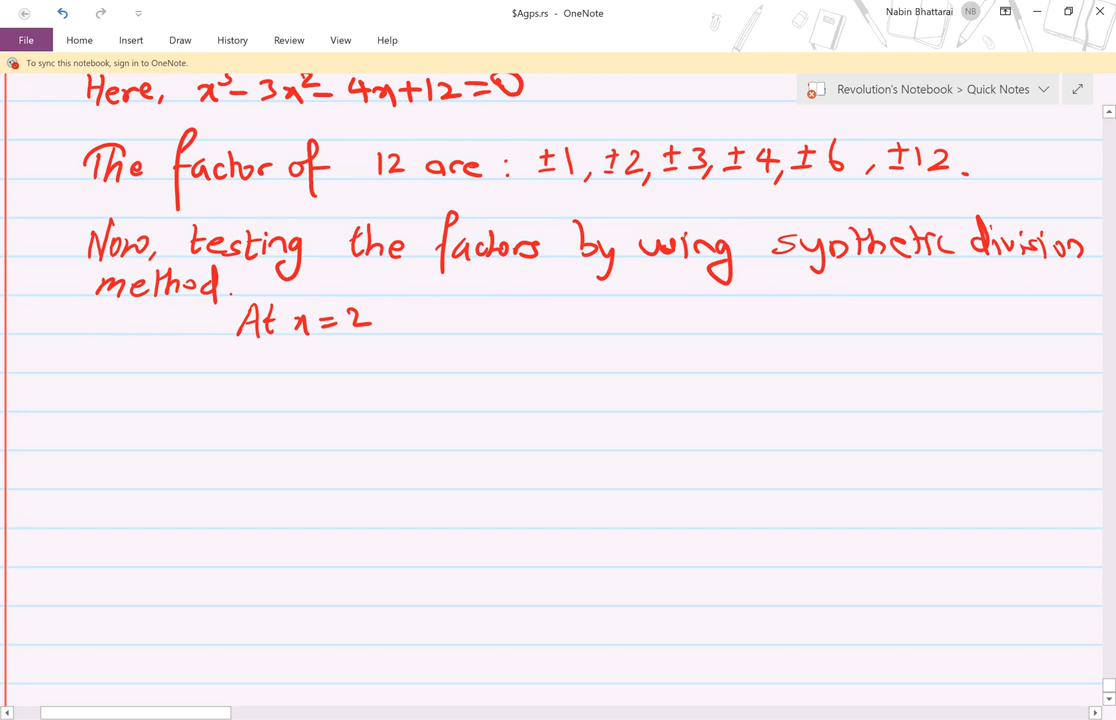 $Agps.rs - OneNote
Nabin Bhattarai NB
File Home Insert Draw History Review View Help
To sync this notebook, sign in to OneNote.
Revolution's Notebook > Quick Notes
Here, x³ - 3x² - 4x + 12 = 0
The factor of 12 are : ±1, ±2, ±3, ±4, ±6, ±12.
Now, testing the factors by using synthetic division
method.
At x = 2